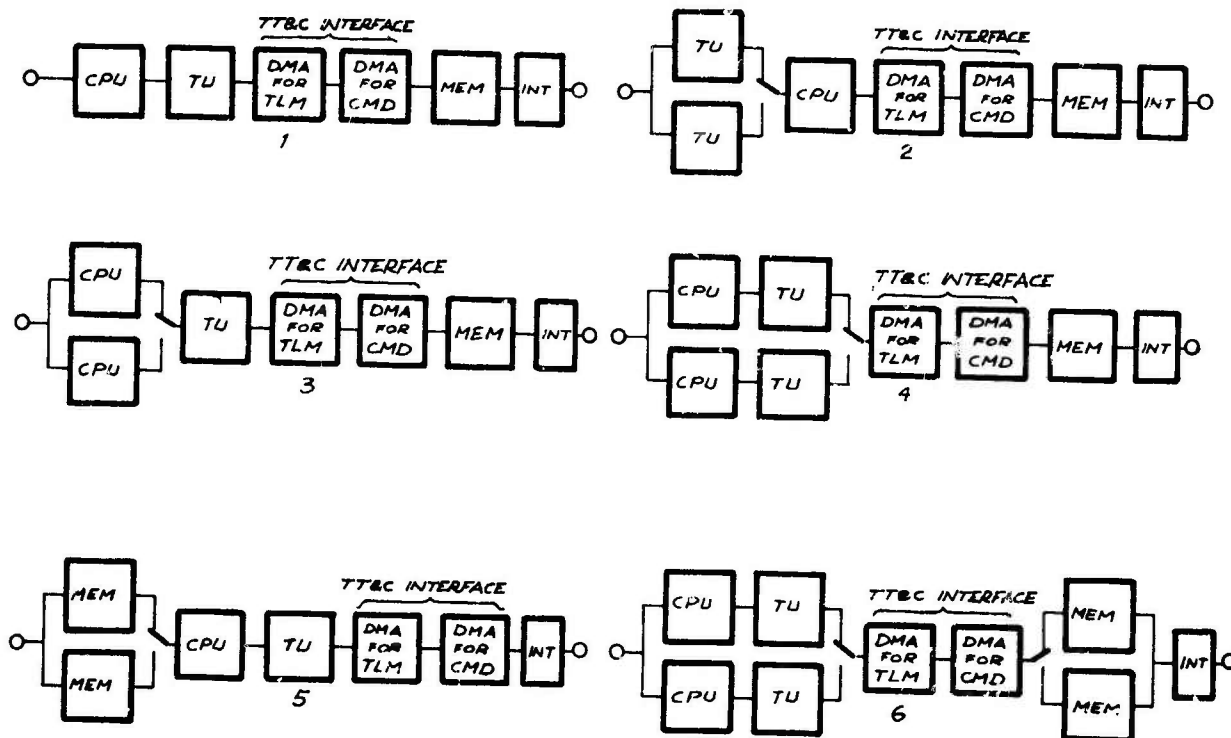 TT&C INTERFACE
CPU
TU
DMA
FOR
TLM
DMA
FOR
CMD
MEM
INT
1
TT&C INTERFACE
TU
TU
CPU
DMA
FOR
TLM
DMA
FOR
CMD
MEM
INT
2
TT&C INTERFACE
CPU
CPU
TU
DMA
FOR
TLM
DMA
FOR
CMD
MEM
INT
3
TT&C INTERFACE
CPU
TU
CPU
TU
DMA
FOR
TLM
DMA
FOR
CMD
MEM
INT
4
TT&C INTERFACE
MEM
MEM
CPU
TU
DMA
FOR
TLM
DMA
FOR
CMD
INT
5
TT&C INTERFACE
CPU
TU
CPU
TU
DMA
FOR
TLM
DMA
FOR
CMD
MEM
MEM
INT
6